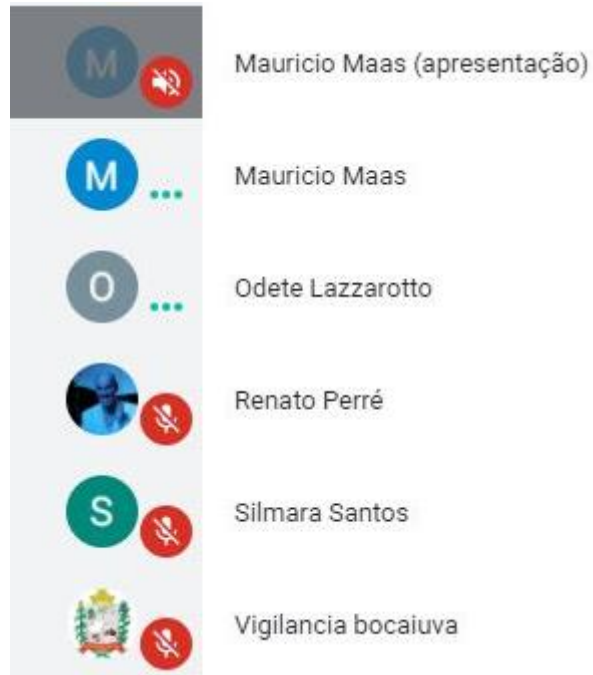 M Mauricio Maas (apresentação)
M Mauricio Maas
O Odete Lazzarotto
Renato Perré
S Silmara Santos
Vigilancia bocaiuva